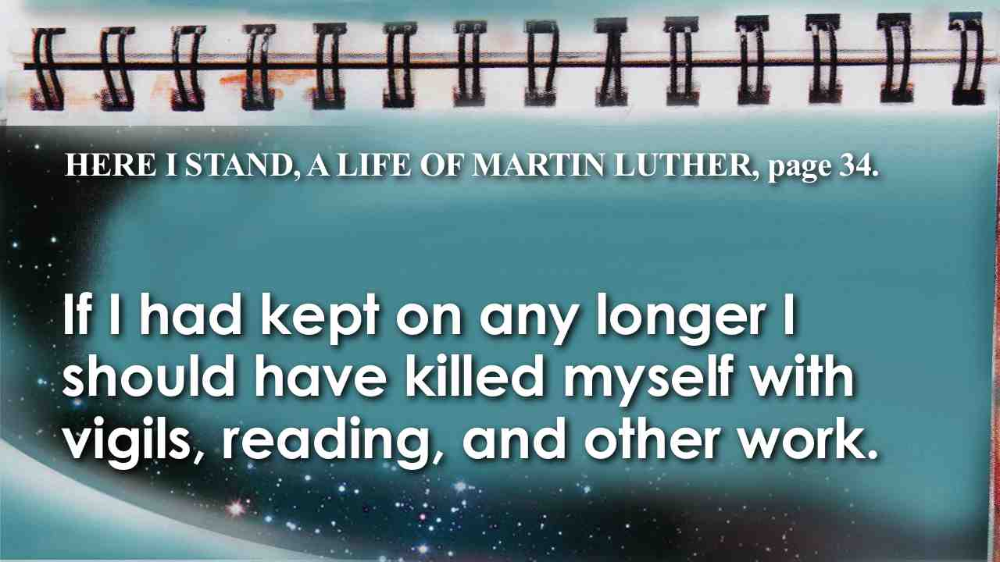 HERE I STAND, A LIFE OF MARTIN LUTHER, page 34.
If I had kept on any longer I
should have killed myself with
vigils, reading, and other work.